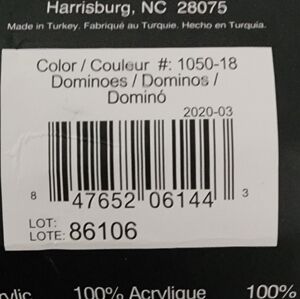 Harrisburg, NC 28075
Made in Turkey. Fabriqué au Turquie. Hecho en Turquía.
Color / Couleur #: 1050-18
Dominoes / Dominos /
Dominó
2020-03
8 47652 06144 3
LOT:
LOTE: 86106
100% Acrylique 100%